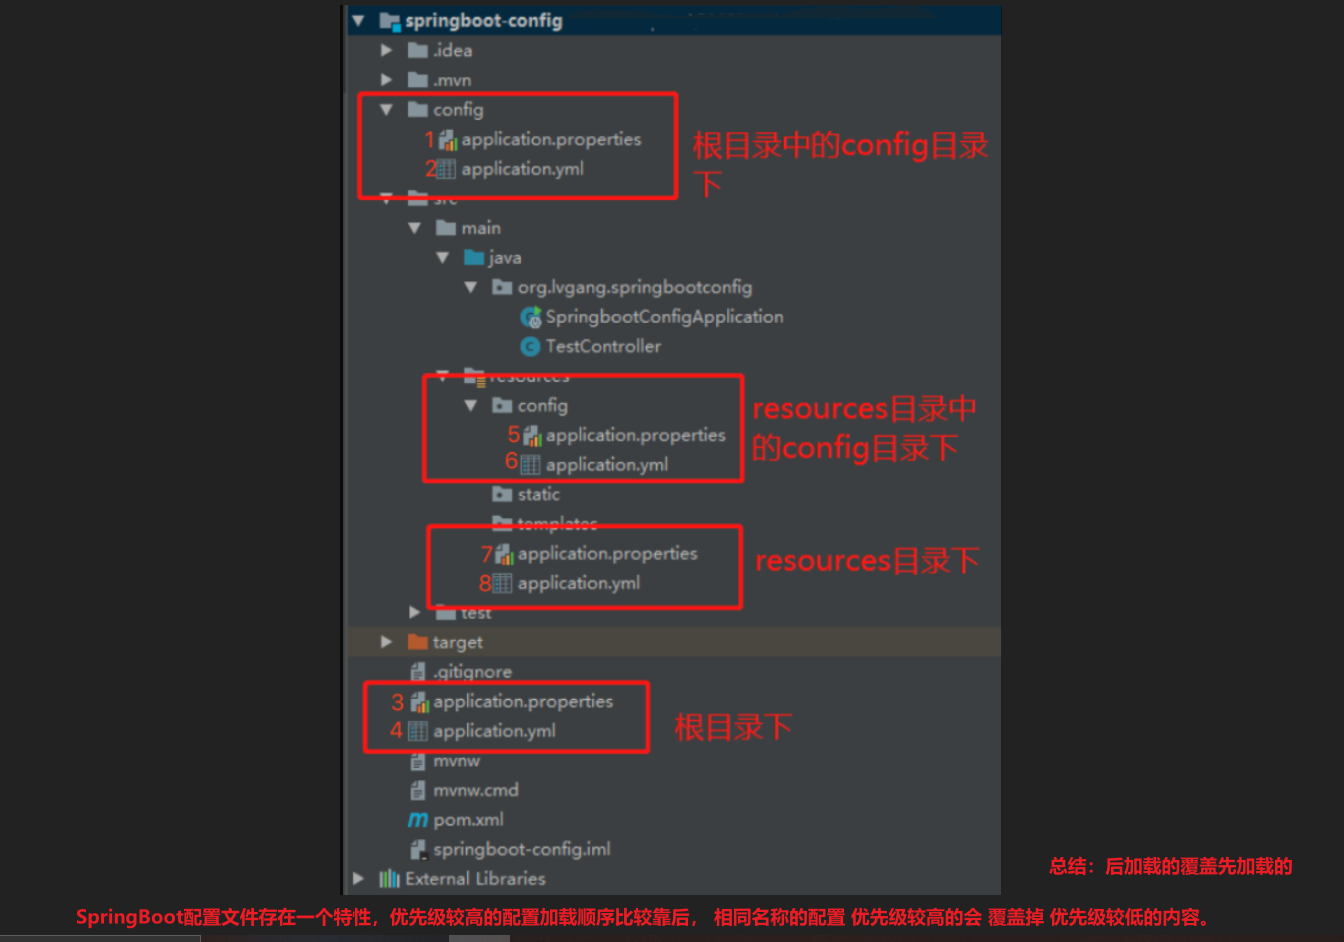 springboot-config
.idea
.mvn
config
1 application.properties
2 application.yml
根目录中的config目录
下
src
main
java
org.lvgang.springbootconfig
SpringbootConfigApplication
TestController
resources
config
5 application.properties
6 application.yml
resources目录中
的config目录下
static
templates
7 application.properties
8 application.yml
resources目录下
test
target
.gitignore
3 application.properties
4 application.yml
根目录下
mvnw
mvnw.cmd
pom.xml
springboot-config.iml
External Libraries
总结：后加载的覆盖先加载的
SpringBoot配置文件存在一个特性，优先级较高的配置加载顺序比较靠后， 相同名称的配置 优先级较高的会 覆盖掉 优先级较低的内容。